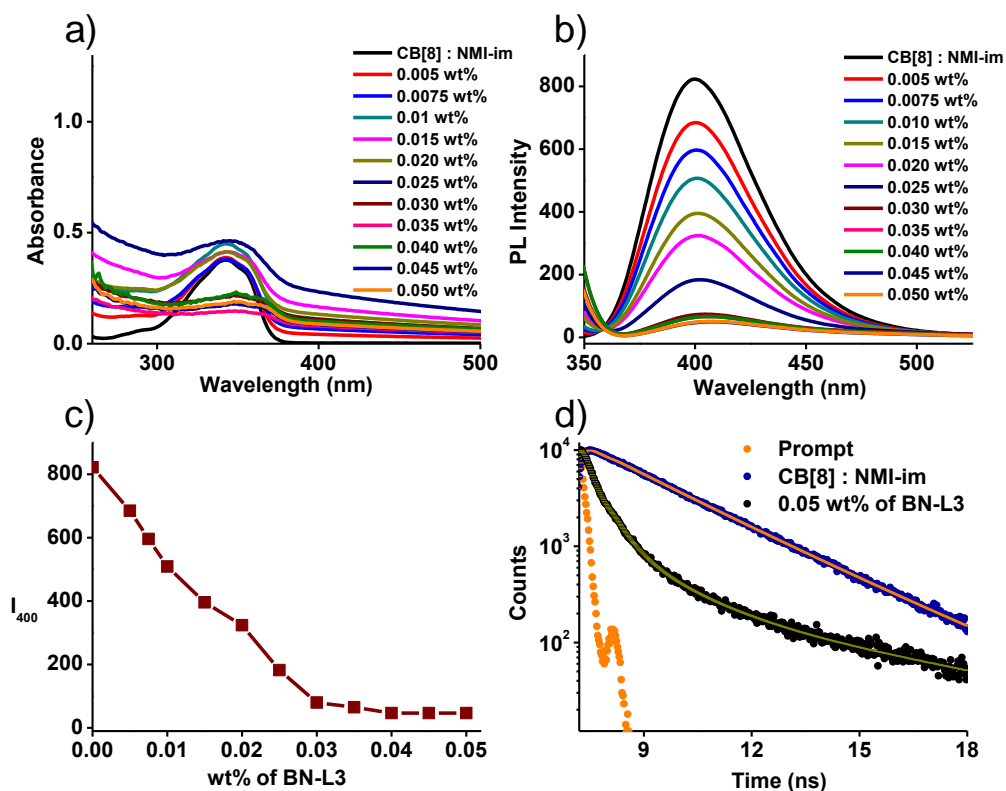 a)
CB[8] : NMI-im
0.005 wt%
0.0075 wt%
0.01 wt%
0.015 wt%
0.020 wt%
0.025 wt%
0.030 wt%
0.035 wt%
0.040 wt%
0.045 wt%
0.050 wt%
1.0
0.5
0.0
Absorbance
300
400
500
Wavelength (nm)
b)
CB[8] : NMI-im
0.005 wt%
0.0075 wt%
0.010 wt%
0.015 wt%
0.020 wt%
0.025 wt%
0.030 wt%
0.035 wt%
0.040 wt%
0.045 wt%
0.050 wt%
800
600
400
200
0
PL Intensity
350
400
450
500
Wavelength (nm)
c)
800
600
400
200
0
I400
0.00
0.01
0.02
0.03
0.04
0.05
wt% of BN-L3
d)
Prompt
CB[8] : NMI-im
0.05 wt% of BN-L3
10^4
10^3
10^2
Counts
9
12
15
18
Time (ns)